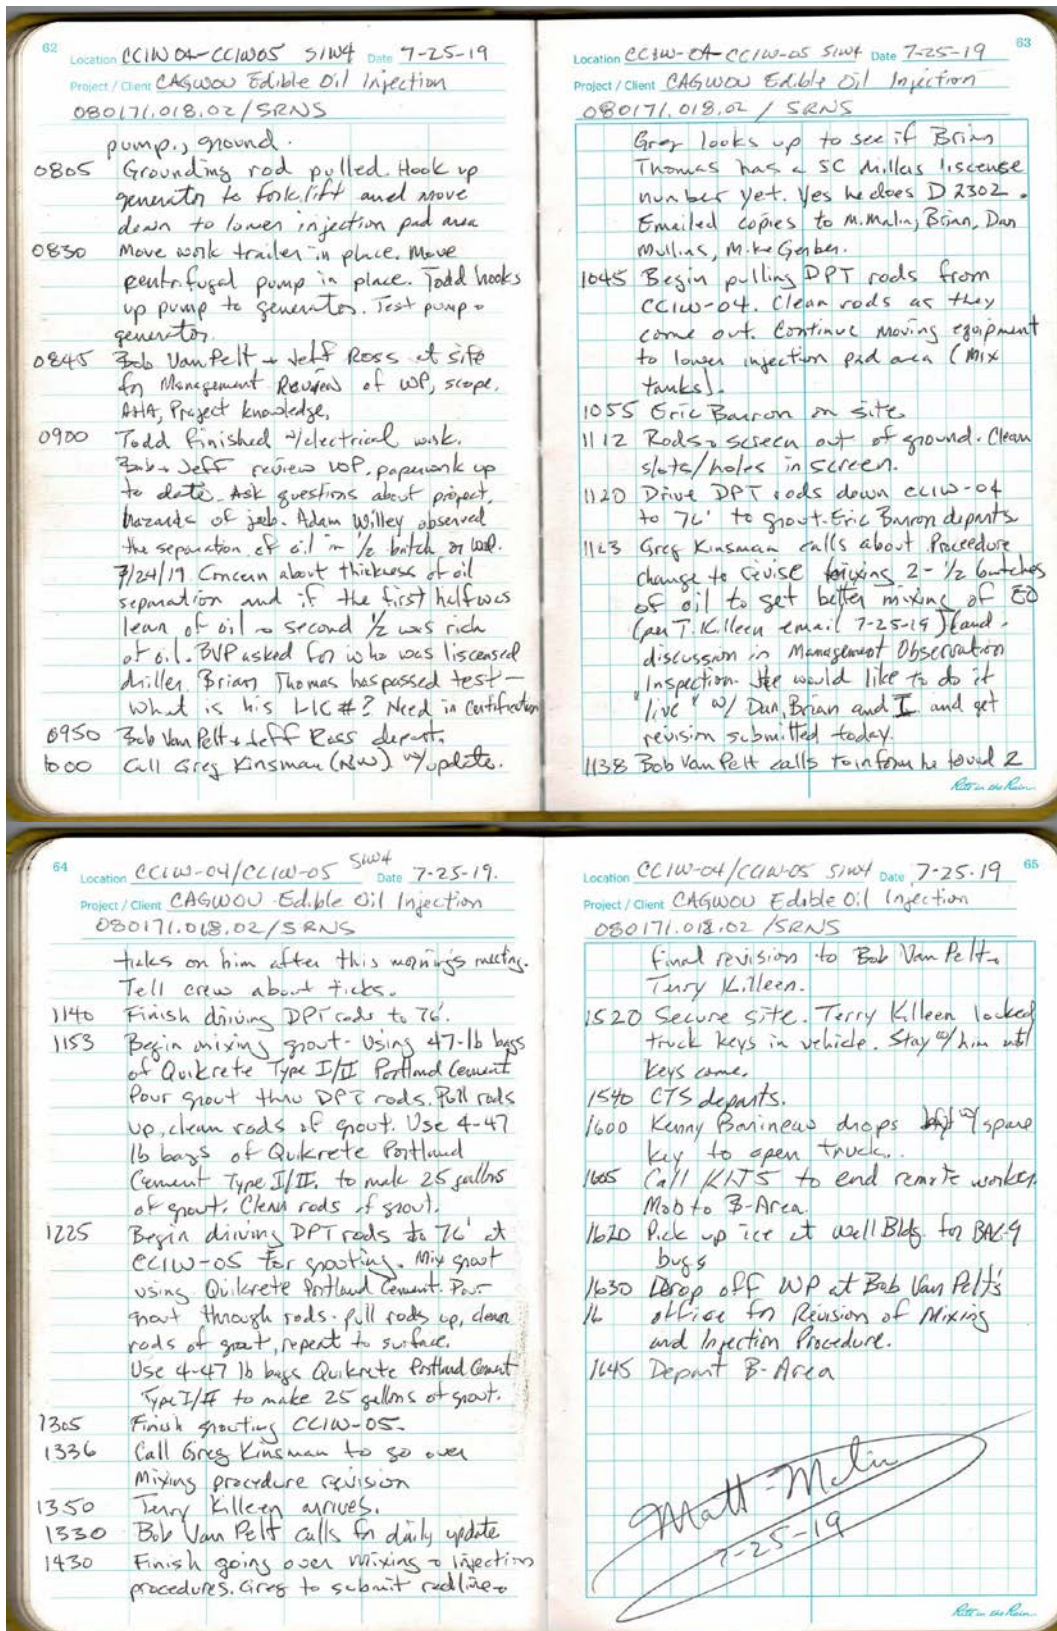 62
Location CCIW 04-CCIW05 SIW4 Date 7-25-19
Project / Client CAGWOU Edible Oil Injection
080171.018.02/SRNS
pump., ground.
0805 Grounding rod pulled. Hook up
generator to forklift and move
down to lower injection pad area
0830 Move work trailer in place. Move
centrifugal pump in place. Todd hooks
up pump to generator. Test pump +
generator.
0845 Bob Van Pelt + Jeff Ross at site
for Management Review of WP, scope,
AHA, Project knowledge,
0900 Todd finished w/electrical work.
Bob + Jeff review WP. paperwork up
to date. Ask questions about project,
hazards of job. Adam Willey observed
the separation of oil in 1/2 batch on
7/24/19 Concern about thickness of oil
separation and if the first half was
lean of oil + second 1/2 was rich
of oil. BVP asked for who was liscensed
driller. Brian Thomas has passed test –
What is his LIC #? Need in Certification
0950 Bob Van Pelt + Jeff Ross depart.
1000 Call Greg Kinsman (NW) w/update.
63
Location CCIW-04-CCIW-05 SIW4 Date 7-25-19
Project / Client CAGWOU Edible Oil Injection
080171.018.02 / SRNS
Greg looks up to see if Brian
Thomas has a SC drillers liscense
number yet. Yes he does D 2302.
Emailed copies to M.Malin, Brian, Dan
Mullins, Mike Gerber.
1045 Begin pulling DPT rods from
CCIW-04. Clean rods as they
come out. Continue moving equipment
to lower injection pad area (Mix
tanks).
1055 Eric Barron on site
1112 Rods + screen out of ground. Clean
slots/holes in screen.
1120 Drive DPT rods down CCIW-04
to 76' to grout. Eric Barron departs.
1123 Greg Kinsman calls about Proceedure
change to revise mixing 2 - 1/2 batches
of oil to get better mixing of EO
(per T. Killeen email 7-25-19) (and
discussion in Management Observation
Inspection. He would like to do it
"live" w/ Dan, Brian and I and get
revision submitted today.
1138 Bob Van Pelt calls to inform he found 2
Rite in the Rain
64
Location CCIW-04/CCIW-05 SIW4 Date 7-25-19.
Project / Client CAGWOU Edible Oil Injection
080171.018.02/SRNS
ticks on him after this morning's meeting.
Tell crew about ticks.
1140 Finish driving DPT rods to 76'.
1153 Begin mixing grout - Using 47-lb bags
of Quikrete Type I/II Portland Cement
Pour grout thru DPT rods. Pull rods
up, clean rods of grout. Use 4-47
lb bags of Quikrete Portland
Cement Type I/II. to make 25 gallons
of grout. Clean rods of grout.
1225 Begin driving DPT rods to 76' at
CCIW-05 for grouting. Mix grout
using Quikrete Portland Cement. Pour
grout through rods. pull rods up, clean
rods of grout, repeat to surface.
Use 4-47 lb bags Quikrete Portland Cement
Type I/II to make 25 gallons of grout.
1305 Finish grouting CCIW-05.
1336 Call Greg Kinsman to go over
Mixing procedure revision
1350 Terry Killeen arrives.
1330 Bob Van Pelt calls for daily update
1430 Finish going over Mixing + Injection
procedures. Greg to submit redline +
65
Location CCIW-04/CCIW-05 SIW4 Date 7-25-19
Project / Client CAGWOU Edible Oil Injection
080171.018.02 /SRNS
final revision to Bob Van Pelt +
Terry Killeen.
1520 Secure site. Terry Killeen locked
truck keys in vehicle. Stay w/him until
keys come.
1540 CTS departs.
1600 Kenny Barineau drops w/ spare
key to open truck.
1605 Call to end remote worker.
Mob to B-Area.
1620 Pick up ice at well Bldg. for
bugs
1630 Drop off WP at Bob Van Pelt's
16 office for Revision of Mixing
and Injection Procedure.
1645 Depart B-Area
Matt Malin
7-25-19
Rite in the Rain